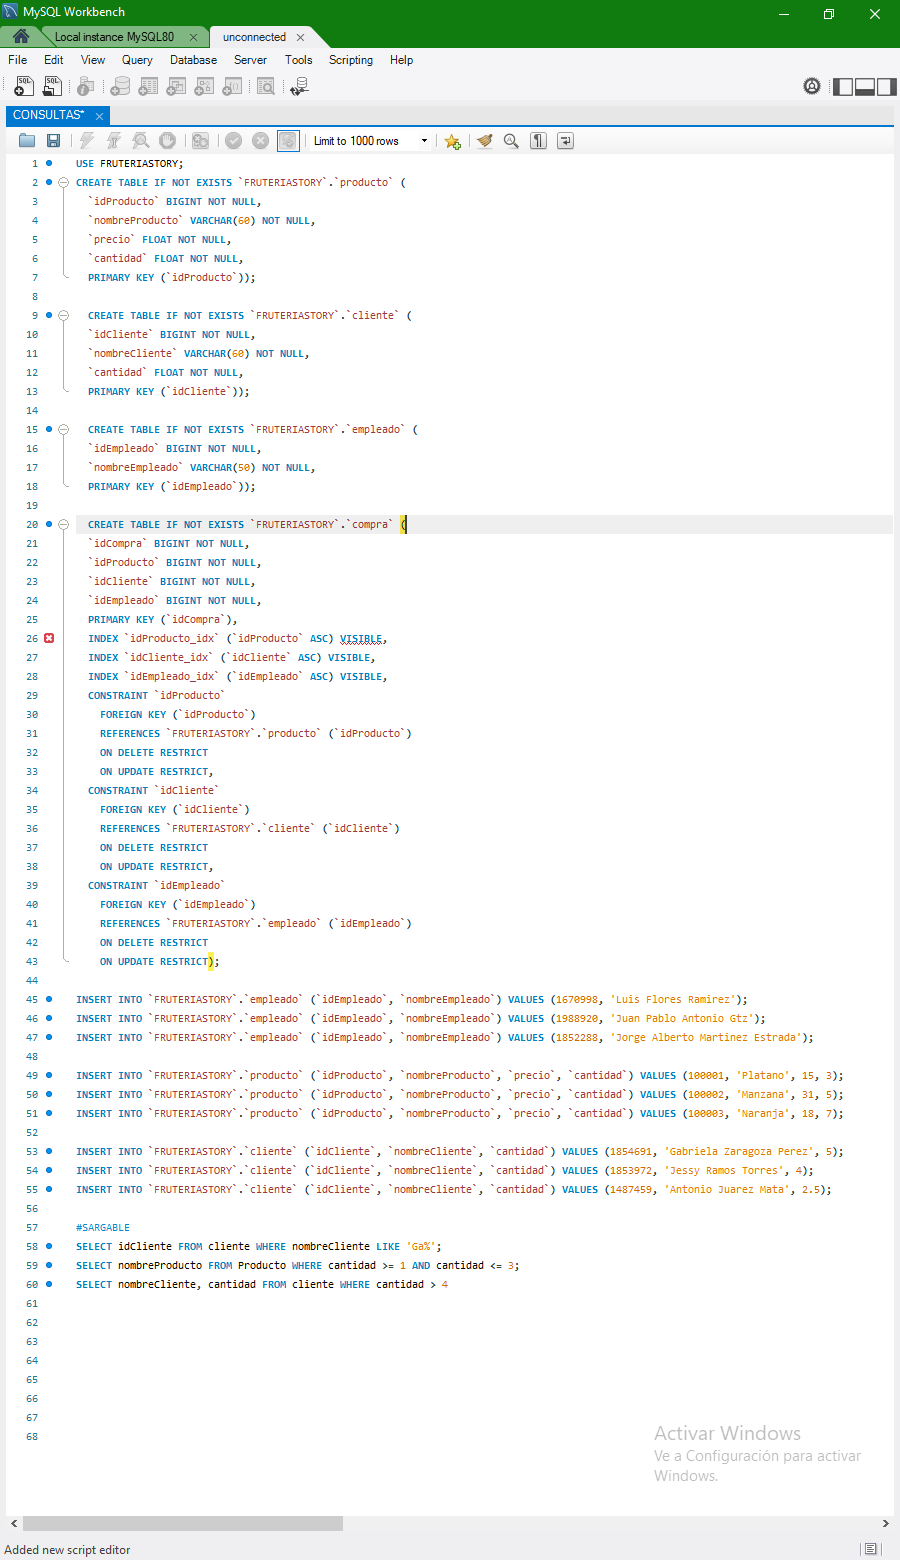 MySQL Workbench
Local instance MySQL80
unconnected
File Edit View Query Database Server Tools Scripting Help
CONSULTAS*
Limit to 1000 rows
1 USE FRUTERIASTORY;
2 CREATE TABLE IF NOT EXISTS `FRUTERIASTORY`.`producto` (
3 `idProducto` BIGINT NOT NULL,
4 `nombreProducto` VARCHAR(60) NOT NULL,
5 `precio` FLOAT NOT NULL,
6 `cantidad` FLOAT NOT NULL,
7 PRIMARY KEY (`idProducto`));
8
9 CREATE TABLE IF NOT EXISTS `FRUTERIASTORY`.`cliente` (
10 `idCliente` BIGINT NOT NULL,
11 `nombreCliente` VARCHAR(60) NOT NULL,
12 `cantidad` FLOAT NOT NULL,
13 PRIMARY KEY (`idCliente`));
14
15 CREATE TABLE IF NOT EXISTS `FRUTERIASTORY`.`empleado` (
16 `idEmpleado` BIGINT NOT NULL,
17 `nombreEmpleado` VARCHAR(50) NOT NULL,
18 PRIMARY KEY (`idEmpleado`));
19
20 CREATE TABLE IF NOT EXISTS `FRUTERIASTORY`.`compra` (
21 `idCompra` BIGINT NOT NULL,
22 `idProducto` BIGINT NOT NULL,
23 `idCliente` BIGINT NOT NULL,
24 `idEmpleado` BIGINT NOT NULL,
25 PRIMARY KEY (`idCompra`),
26 INDEX `idProducto_idx` (`idProducto` ASC) VISIBLE,
27 INDEX `idCliente_idx` (`idCliente` ASC) VISIBLE,
28 INDEX `idEmpleado_idx` (`idEmpleado` ASC) VISIBLE,
29 CONSTRAINT `idProducto`
30 FOREIGN KEY (`idProducto`)
31 REFERENCES `FRUTERIASTORY`.`producto` (`idProducto`)
32 ON DELETE RESTRICT
33 ON UPDATE RESTRICT,
34 CONSTRAINT `idCliente`
35 FOREIGN KEY (`idCliente`)
36 REFERENCES `FRUTERIASTORY`.`cliente` (`idCliente`)
37 ON DELETE RESTRICT
38 ON UPDATE RESTRICT,
39 CONSTRAINT `idEmpleado`
40 FOREIGN KEY (`idEmpleado`)
41 REFERENCES `FRUTERIASTORY`.`empleado` (`idEmpleado`)
42 ON DELETE RESTRICT
43 ON UPDATE RESTRICT);
44
45 INSERT INTO `FRUTERIASTORY`.`empleado` (`idEmpleado`, `nombreEmpleado`) VALUES (1670998, 'Luis Flores Ramirez');
46 INSERT INTO `FRUTERIASTORY`.`empleado` (`idEmpleado`, `nombreEmpleado`) VALUES (1988920, 'Juan Pablo Antonio Gtz');
47 INSERT INTO `FRUTERIASTORY`.`empleado` (`idEmpleado`, `nombreEmpleado`) VALUES (1852288, 'Jorge Alberto Martinez Estrada');
48
49 INSERT INTO `FRUTERIASTORY`.`producto` (`idProducto`, `nombreProducto`, `precio`, `cantidad`) VALUES (100001, 'Platano', 15, 3);
50 INSERT INTO `FRUTERIASTORY`.`producto` (`idProducto`, `nombreProducto`, `precio`, `cantidad`) VALUES (100002, 'Manzana', 31, 5);
51 INSERT INTO `FRUTERIASTORY`.`producto` (`idProducto`, `nombreProducto`, `precio`, `cantidad`) VALUES (100003, 'Naranja', 18, 7);
52
53 INSERT INTO `FRUTERIASTORY`.`cliente` (`idCliente`, `nombreCliente`, `cantidad`) VALUES (1854691, 'Gabriela Zaragoza Perez', 5);
54 INSERT INTO `FRUTERIASTORY`.`cliente` (`idCliente`, `nombreCliente`, `cantidad`) VALUES (1853972, 'Jessy Ramos Torres', 4);
55 INSERT INTO `FRUTERIASTORY`.`cliente` (`idCliente`, `nombreCliente`, `cantidad`) VALUES (1487459, 'Antonio Juarez Mata', 2.5);
56
57 #SARGABLE
58 SELECT idCliente FROM cliente WHERE nombreCliente LIKE 'Ga%';
59 SELECT nombreProducto FROM Producto WHERE cantidad >= 1 AND cantidad <= 3;
60 SELECT nombreCliente, cantidad FROM cliente WHERE cantidad > 4
61
62
63
64
65
66
67
68
Activar Windows
Ve a Configuración para activar
Windows.
Added new script editor